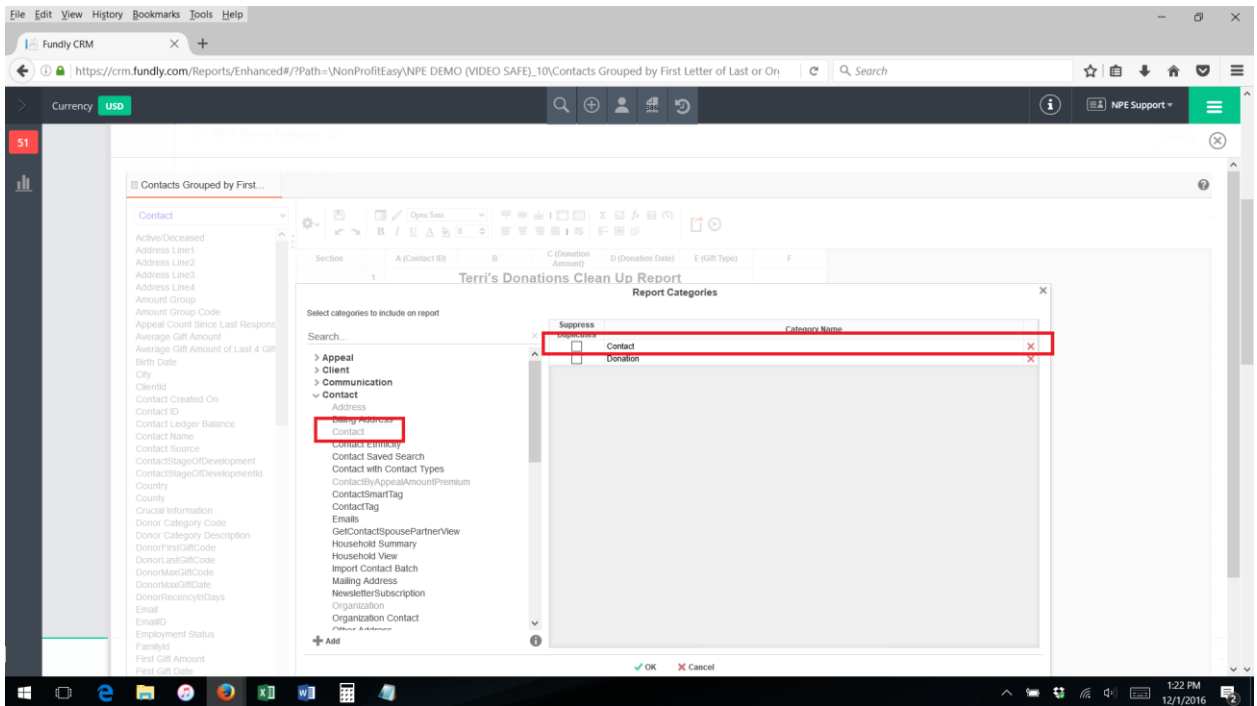 File Edit View History Bookmarks Tools Help
Fundly CRM
https://crm.fundly.com/Reports/Enhanced#/?Path=\NonProfitEasy\NPE DEMO (VIDEO SAFE)_10\Contacts Grouped by First Letter of Last or Or
Search
Currency USD
NPE Support
51
Contacts Grouped by First...
Contact
Open Sans
Active/Deceased
Address Line1
Address Line2
Address Line3
Address Line4
Amount Group
Amount Group Code
Appeal Count Since Last Respons
Average Gift Amount
Average Gift Amount of Last 4 Gif
Birth Date
City
ClientId
Contact Created On
Contact ID
Contact Ledger Balance
Contact Name
Contact Source
ContactStageOfDevelopment
ContactStageOfDevelopmentId
Country
County
Crucial Information
Donor Category Code
Donor Category Description
DonorFirstGiftCode
DonorLastGiftCode
DonorMaxGiftCode
DonorMaxGiftDate
DonorRecencyInDays
Email
EmailID
Employment Status
FamilyId
First Gift Amount
First Gift Date
Section A (Contact ID) B C (Donation Amount) D (Donation Date) E (Gift Type) F
1 Terri's Donations Clean Up Report
Report Categories
Select categories to include on report
Search...
Appeal
Client
Communication
Contact
Address
Billing Address
Contact
Contact Ethnicity
Contact Saved Search
Contact with Contact Types
ContactByAppealAmountPremium
ContactSmartTag
ContactTag
Emails
GetContactSpousePartnerView
Household Summary
Household View
Import Contact Batch
Mailing Address
NewsletterSubscription
Organization
Organization Contact
Other Address
Add
Suppress Duplicates Category Name
Contact
Donation
OK Cancel
1:22 PM
12/1/2016